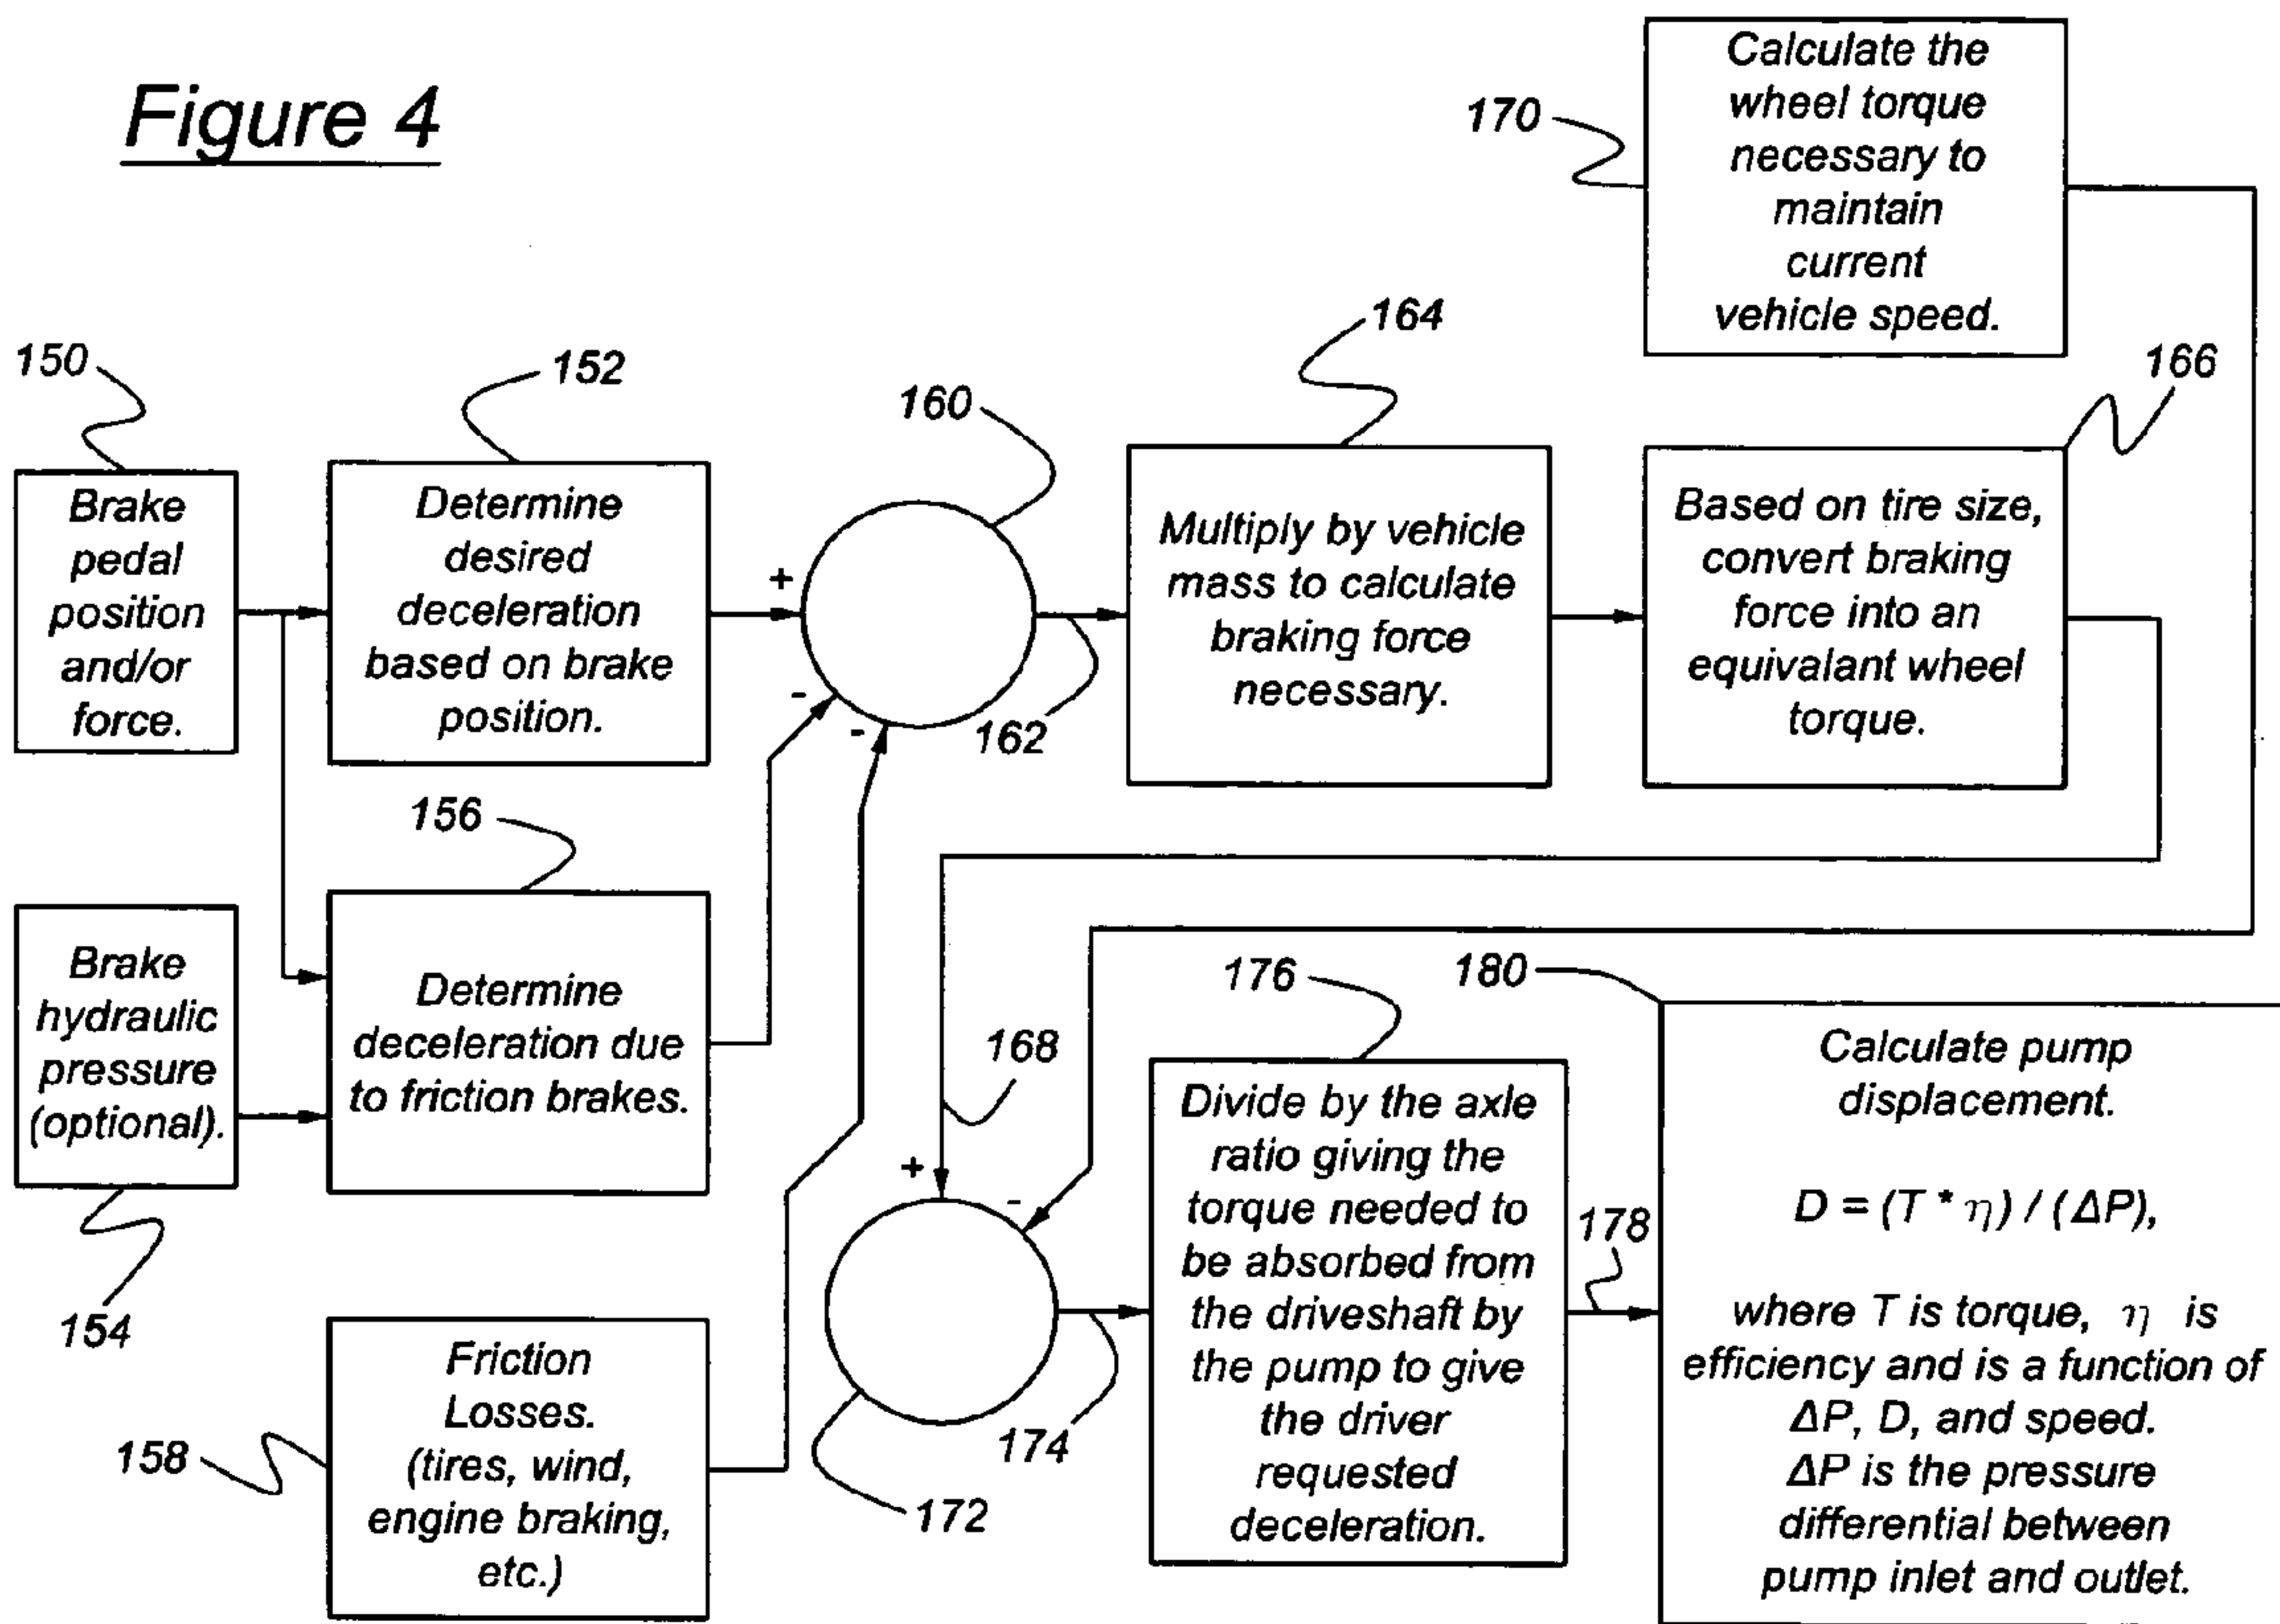 Figure 4
170
Calculate the
wheel torque
necessary to
maintain
current
vehicle speed.
150
152
160
164
166
Brake
pedal
position
and/or
force.
Determine
desired
deceleration
based on brake
position.
+
-
-
162
Multiply by vehicle
mass to calculate
braking force
necessary.
Based on tire size,
convert braking
force into an
equivalant wheel
torque.
156
Brake
hydraulic
pressure
(optional).
154
Determine
deceleration due
to friction brakes.
158
Friction
Losses.
(tires, wind,
engine braking,
etc.)
168
+
-
172
174
176
Divide by the axle
ratio giving the
torque needed to
be absorbed from
the driveshaft by
the pump to give
the driver
requested
deceleration.
178
180
Calculate pump
displacement.
D = (T * η) / (ΔP),
where T is torque, η is
efficiency and is a function of
ΔP, D, and speed.
ΔP is the pressure
differential between
pump inlet and outlet.